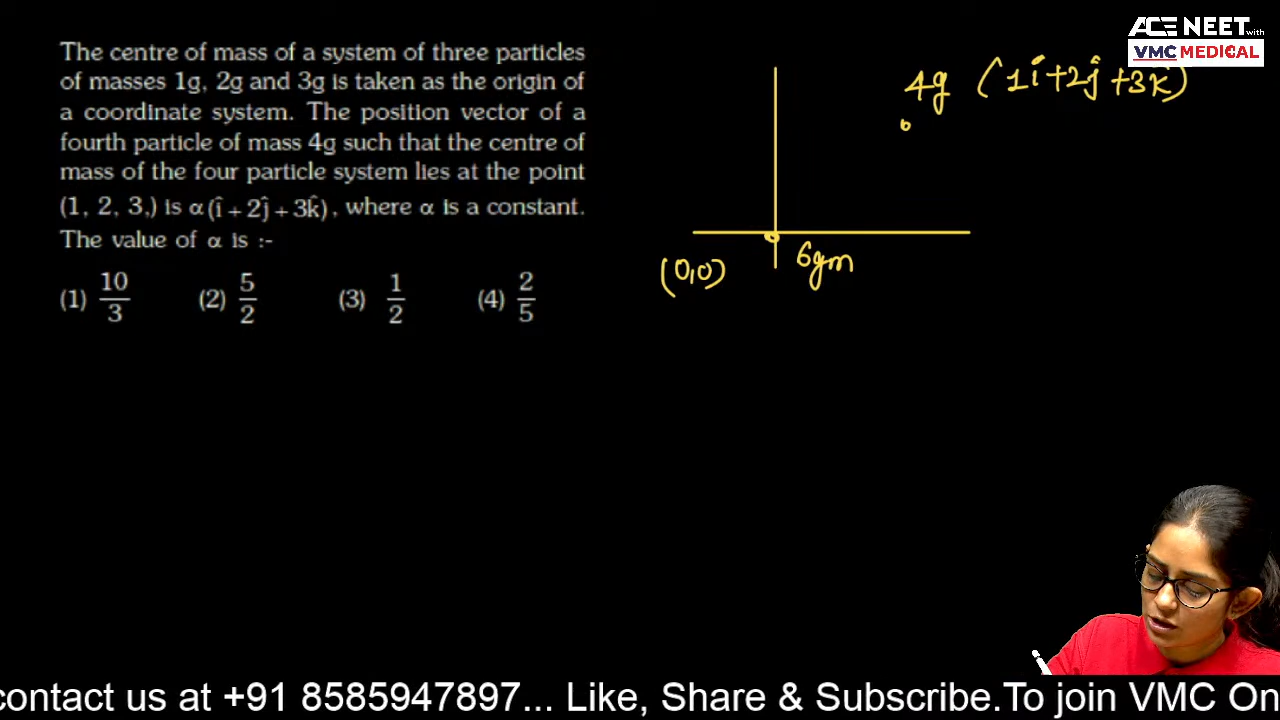 The centre of mass of a system of three particles
of masses 1g, 2g and 3g is taken as the origin of
a coordinate system. The position vector of a
fourth particle of mass 4g such that the centre of
mass of the four particle system lies at the point
(1, 2, 3,) is α(î + 2ĵ + 3k̂), where α is a constant.
The value of α is :-
(1) 10/3 (2) 5/2 (3) 1/2 (4) 2/5
ACE NEET with
VMC MEDICAL
4g (1î+2ĵ+3k̂)
(0,0) 6gm
contact us at +91 8585947897... Like, Share & Subscribe.To join VMC On